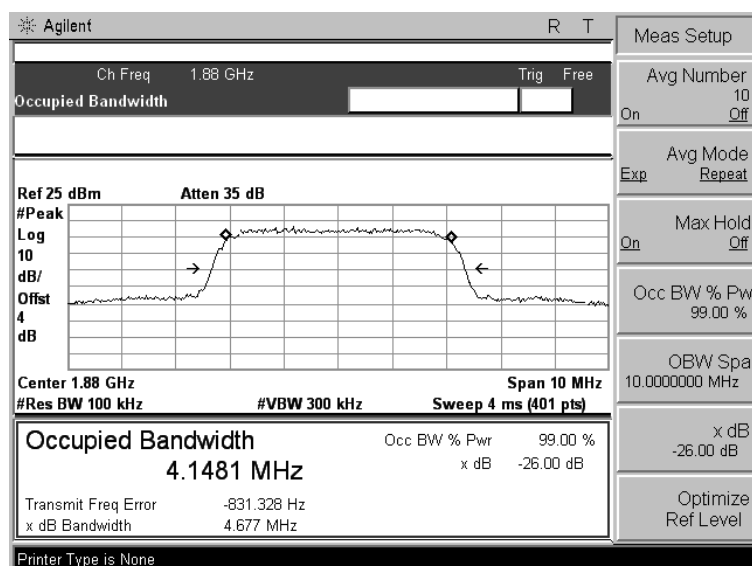 Agilent R T
Ch Freq 1.88 GHz Trig Free
Occupied Bandwidth
Ref 25 dBm Atten 35 dB
#Peak
Log
10
dB/
Offst
4
dB
Center 1.88 GHz Span 10 MHz
#Res BW 100 kHz #VBW 300 kHz Sweep 4 ms (401 pts)
Occupied Bandwidth
4.1481 MHz
Occ BW % Pwr 99.00 %
x dB -26.00 dB
Transmit Freq Error -831.328 Hz
x dB Bandwidth 4.677 MHz
Printer Type is None
Meas Setup
Avg Number
10
On Off
Avg Mode
Exp Repeat
Max Hold
On Off
Occ BW % Pw
99.00 %
OBW Spa
10.0000000 MHz
x dB
-26.00 dB
Optimize
Ref Level